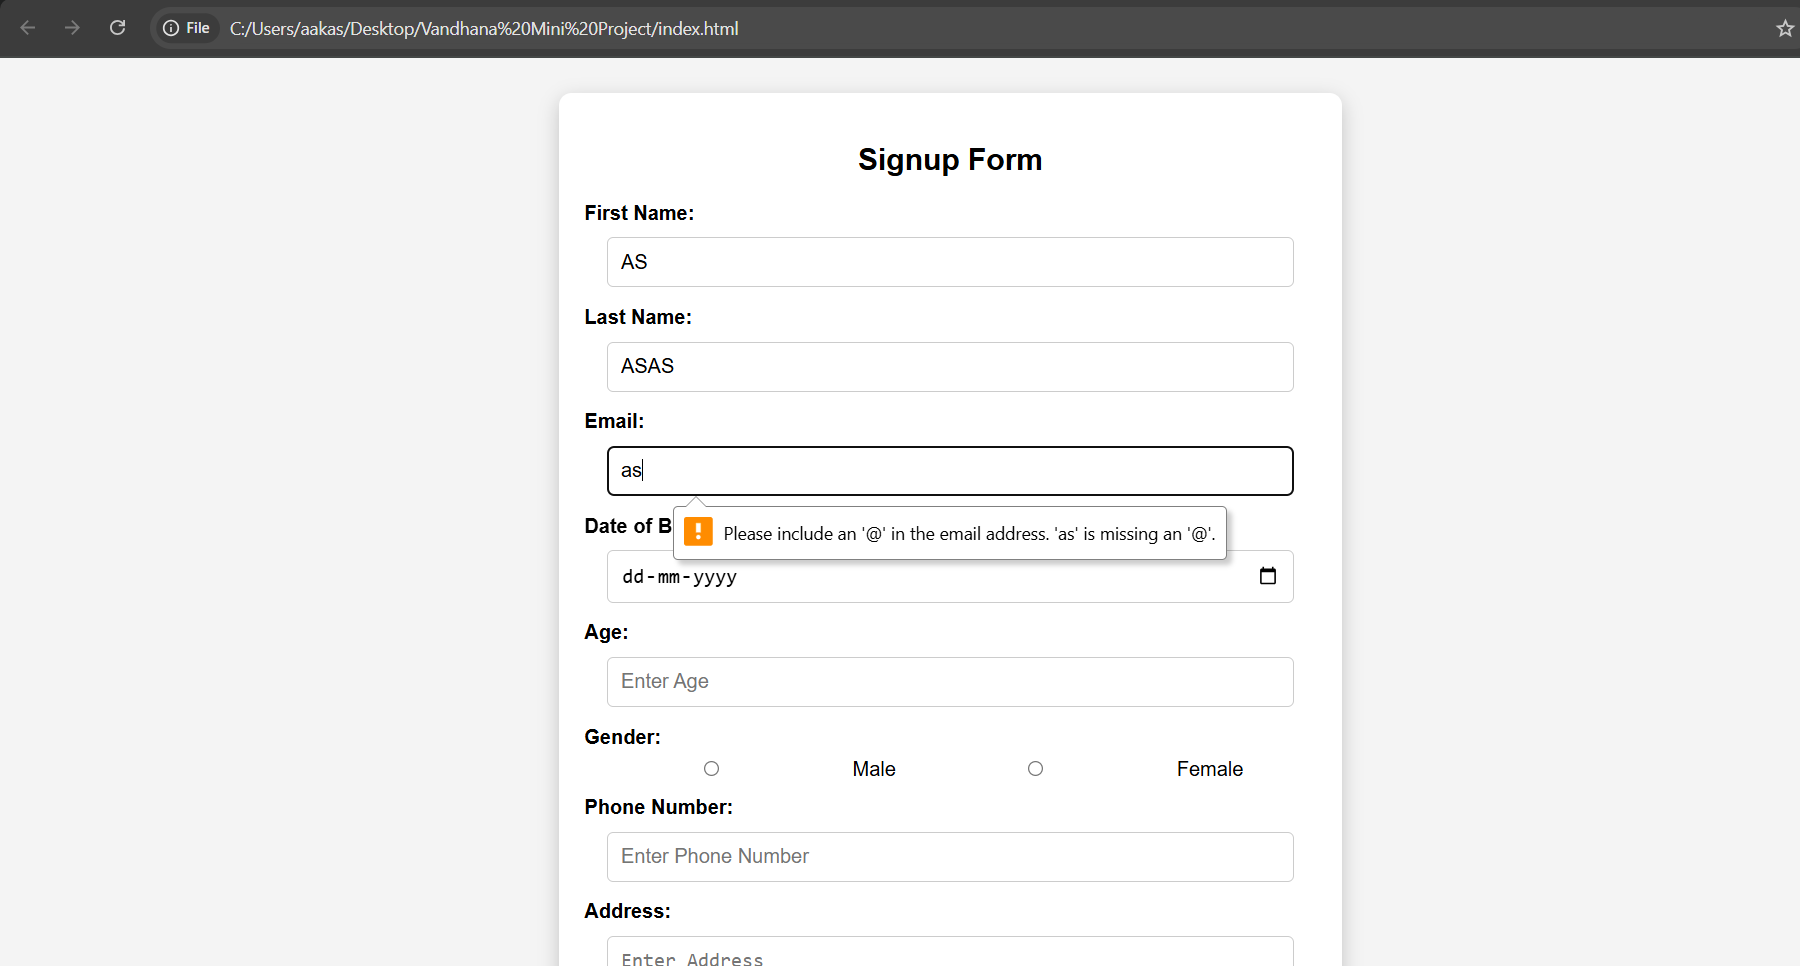 File C:/Users/aakas/Desktop/Vandhana%20Mini%20Project/index.html
Signup Form
First Name:
AS
Last Name:
ASAS
Email:
as
Date of B
Please include an '@' in the email address. 'as' is missing an '@'.
dd-mm-yyyy
Age:
Enter Age
Gender:
Male Female
Phone Number:
Enter Phone Number
Address:
Enter Address